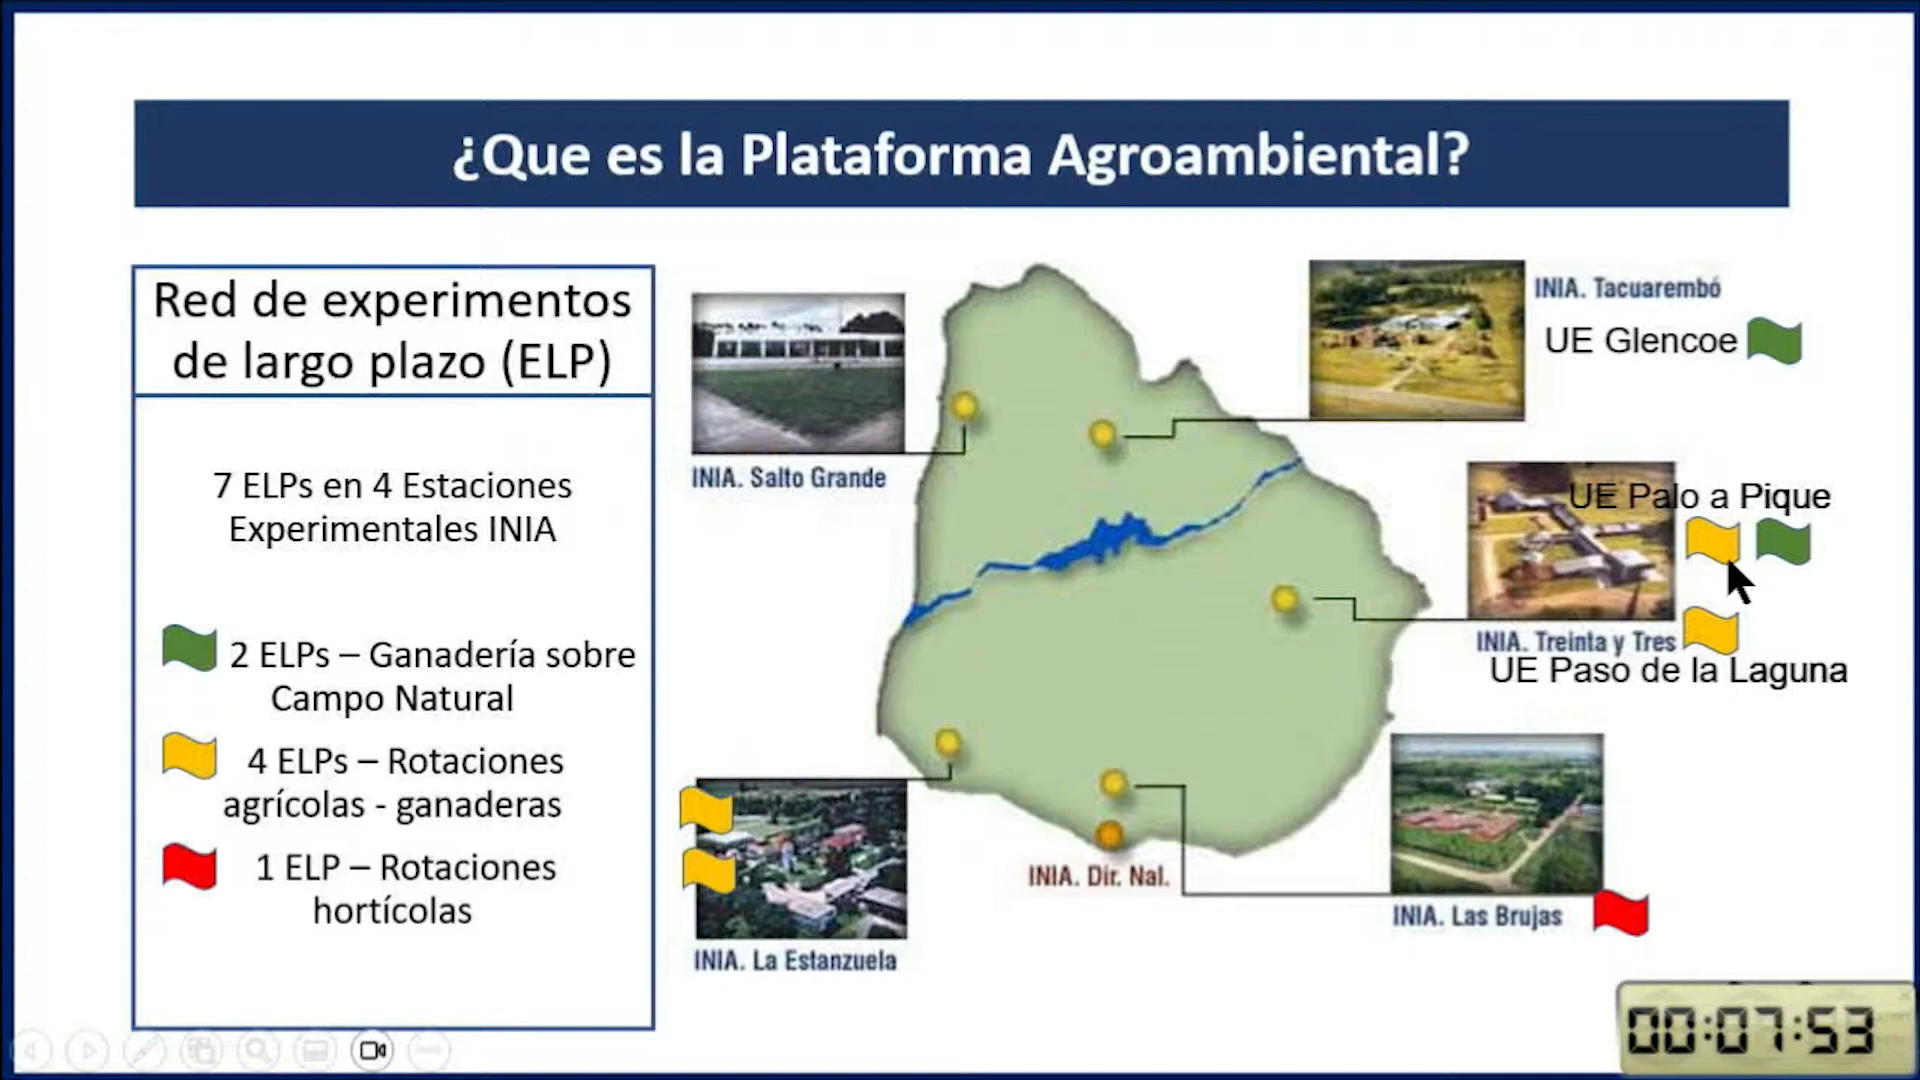 ¿Que es la Plataforma Agroambiental?
Red de experimentos
de largo plazo (ELP)
7 ELPs en 4 Estaciones
Experimentales INIA
2 ELPs – Ganadería sobre
Campo Natural
4 ELPs – Rotaciones
agrícolas - ganaderas
1 ELP – Rotaciones
hortícolas
INIA. Salto Grande
INIA. Tacuarembó
UE Glencoe
UE Palo a Pique
INIA. Treinta y Tres
UE Paso de la Laguna
INIA. Dir. Nal.
INIA. Las Brujas
INIA. La Estanzuela
00:07:53